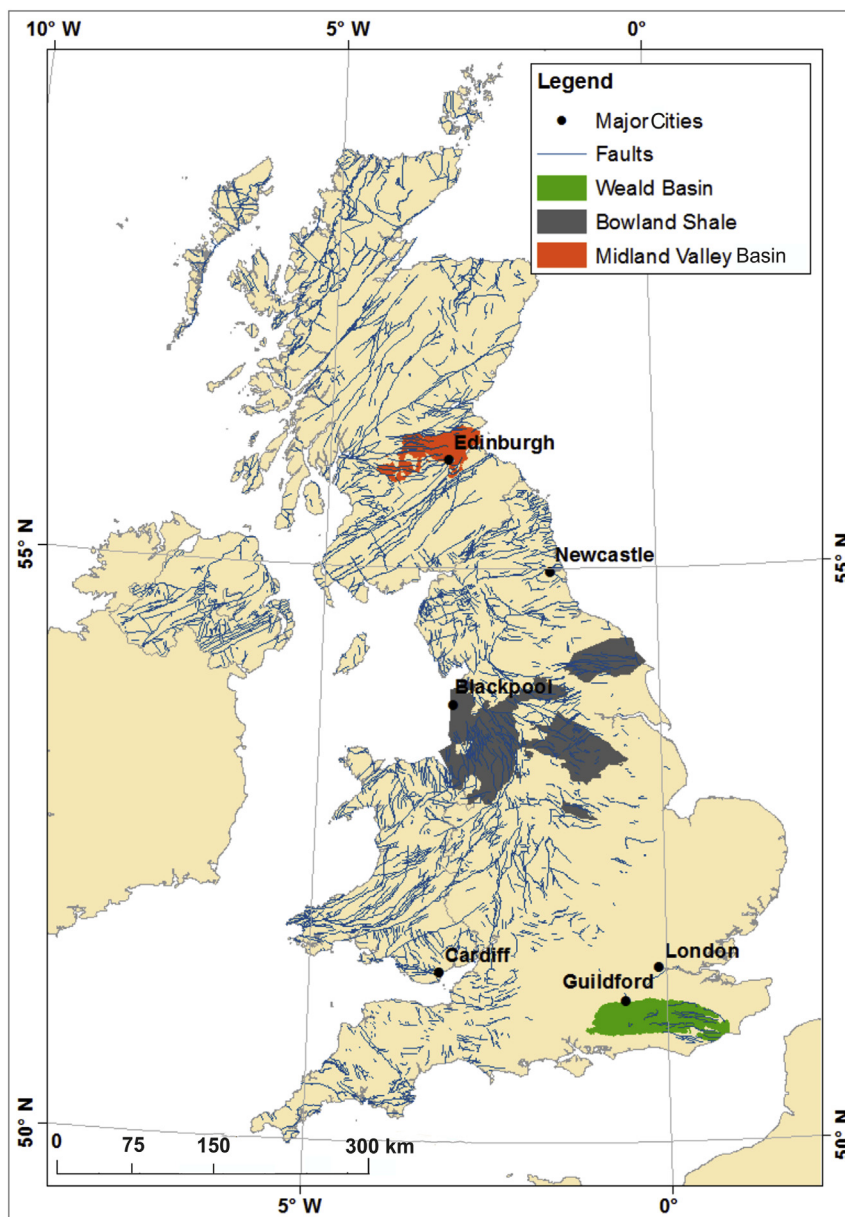 10° W 5° W 0°
Legend
Major Cities
Faults
Weald Basin
Bowland Shale
Midland Valley Basin
Edinburgh
55° N 55° N
Newcastle
Blackpool
Cardiff
London
Guildford
50° N 50° N
0 75 150 300 km
5° W 0°